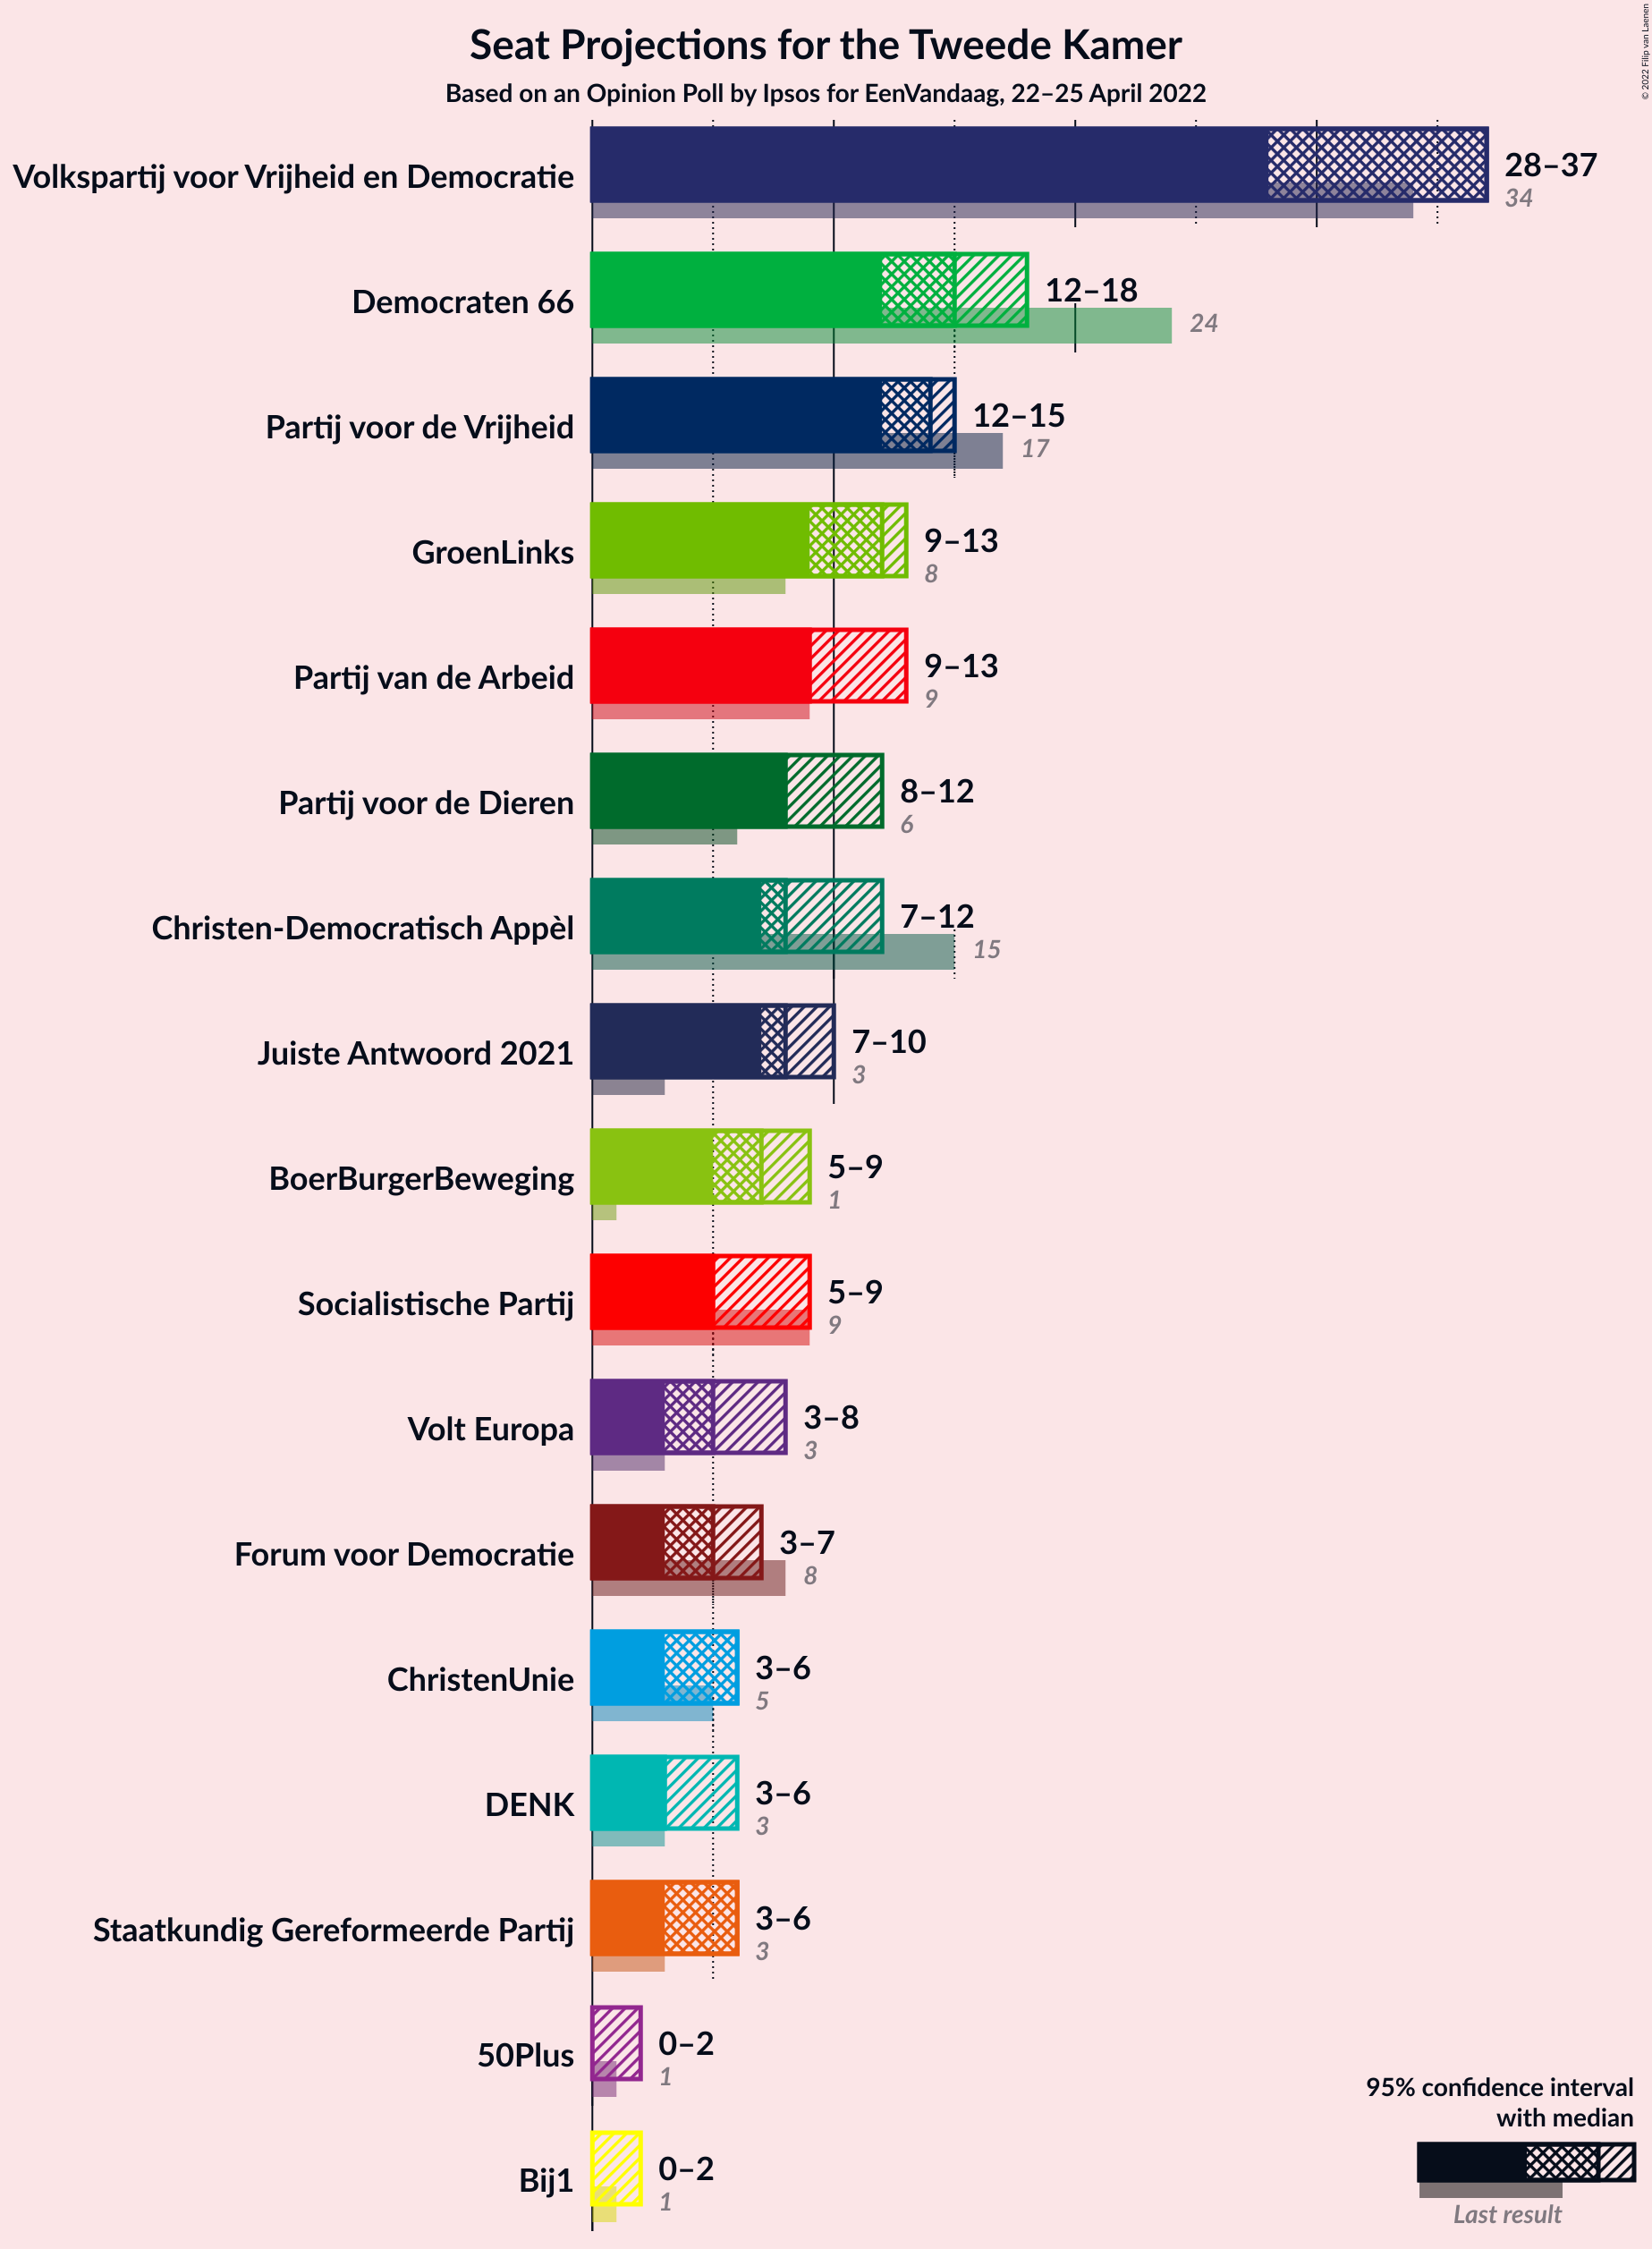 Seat Projections for the Tweede Kamer
Based on an Opinion Poll by Ipsos for EenVandaag, 22–25 April 2022
© 2022 Filip van Laenen
Volkspartij voor Vrijheid en Democratie
28–37
34
Democraten 66
12–18
24
Partij voor de Vrijheid
12–15
17
GroenLinks
9–13
8
Partij van de Arbeid
9–13
9
Partij voor de Dieren
8–12
6
Christen-Democratisch Appèl
7–12
15
Juiste Antwoord 2021
7–10
3
BoerBurgerBeweging
5–9
1
Socialistische Partij
5–9
9
Volt Europa
3–8
3
Forum voor Democratie
3–7
8
ChristenUnie
3–6
5
DENK
3–6
3
Staatkundig Gereformeerde Partij
3–6
3
50Plus
0–2
1
Bij1
0–2
1
95% confidence interval
with median
Last result